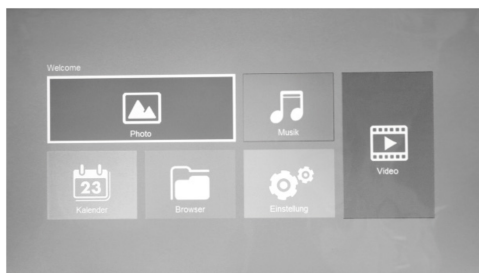 Welcome
Photo
Musik
Video
23
Kalender
Browser
Einstellung